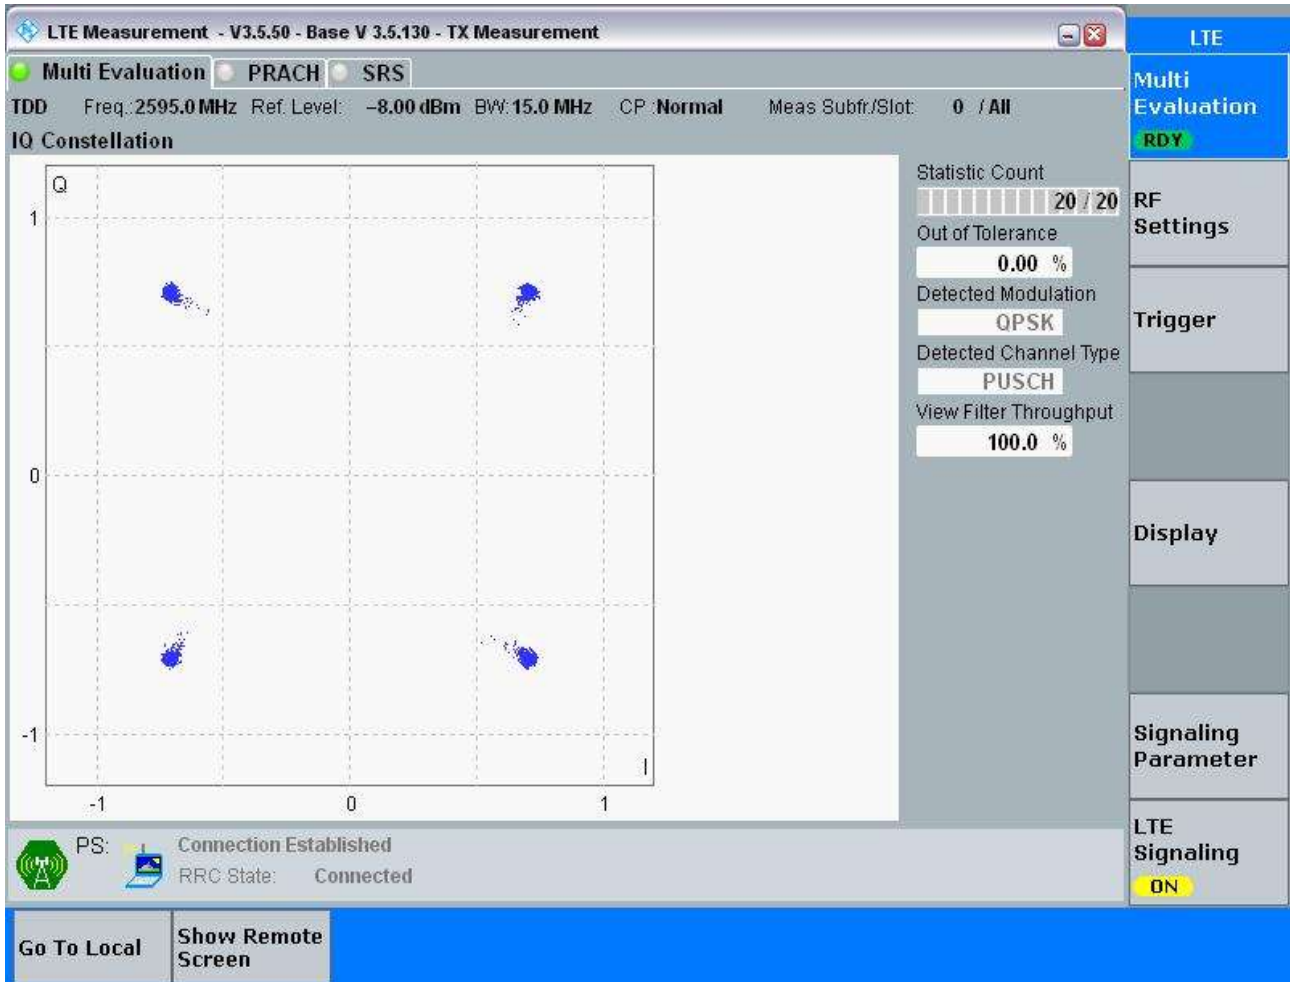 LTE Measurement - V3.5.50 - Base V 3.5.130 - TX Measurement
Multi Evaluation PRACH SRS
TDD Freq.:2595.0 MHz Ref. Level: −8.00 dBm BW:15.0 MHz CP :Normal Meas Subfr./Slot: 0 / All
IQ Constellation
Q
1
0
-1
I
-1 0 1
Statistic Count
20 / 20
Out of Tolerance
0.00 %
Detected Modulation
QPSK
Detected Channel Type
PUSCH
View Filter Throughput
100.0 %
PS: Connection Established
RRC State: Connected
LTE
Multi
Evaluation
RDY
RF
Settings
Trigger
Display
Signaling
Parameter
LTE
Signaling
ON
Go To Local
Show Remote
Screen